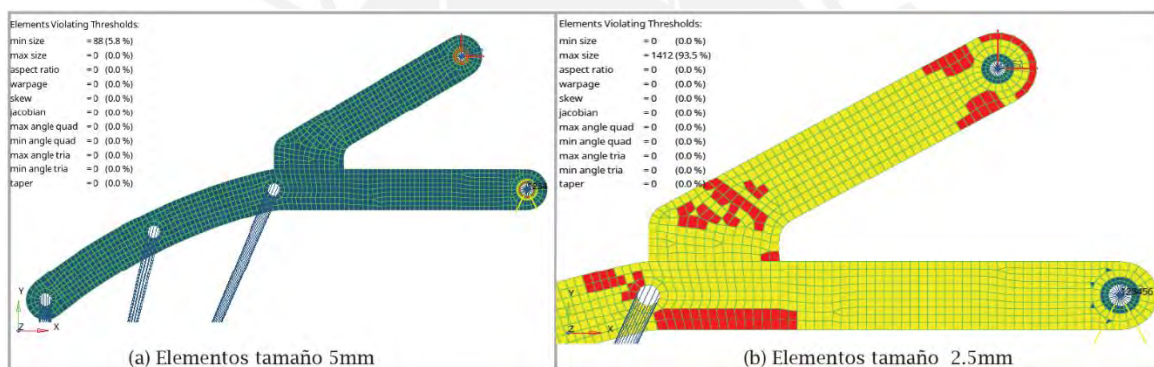 Elements Violating Thresholds:
min size = 88 (5.8 %)
max size = 0 (0.0 %)
aspect ratio = 0 (0.0 %)
warpage = 0 (0.0 %)
skew = 0 (0.0 %)
jacobian = 0 (0.0 %)
max angle quad = 0 (0.0 %)
min angle quad = 0 (0.0 %)
max angle tria = 0 (0.0 %)
min angle tria = 0 (0.0 %)
taper = 0 (0.0 %)
Y
Z X
(a) Elementos tamaño 5mm
Elements Violating Thresholds:
min size = 0 (0.0 %)
max size = 1412 (93.5 %)
aspect ratio = 0 (0.0 %)
warpage = 0 (0.0 %)
skew = 0 (0.0 %)
jacobian = 0 (0.0 %)
max angle quad = 0 (0.0 %)
min angle quad = 0 (0.0 %)
max angle tria = 0 (0.0 %)
min angle tria = 0 (0.0 %)
taper = 0 (0.0 %)
123456
Y
Z X
(b) Elementos tamaño 2.5mm